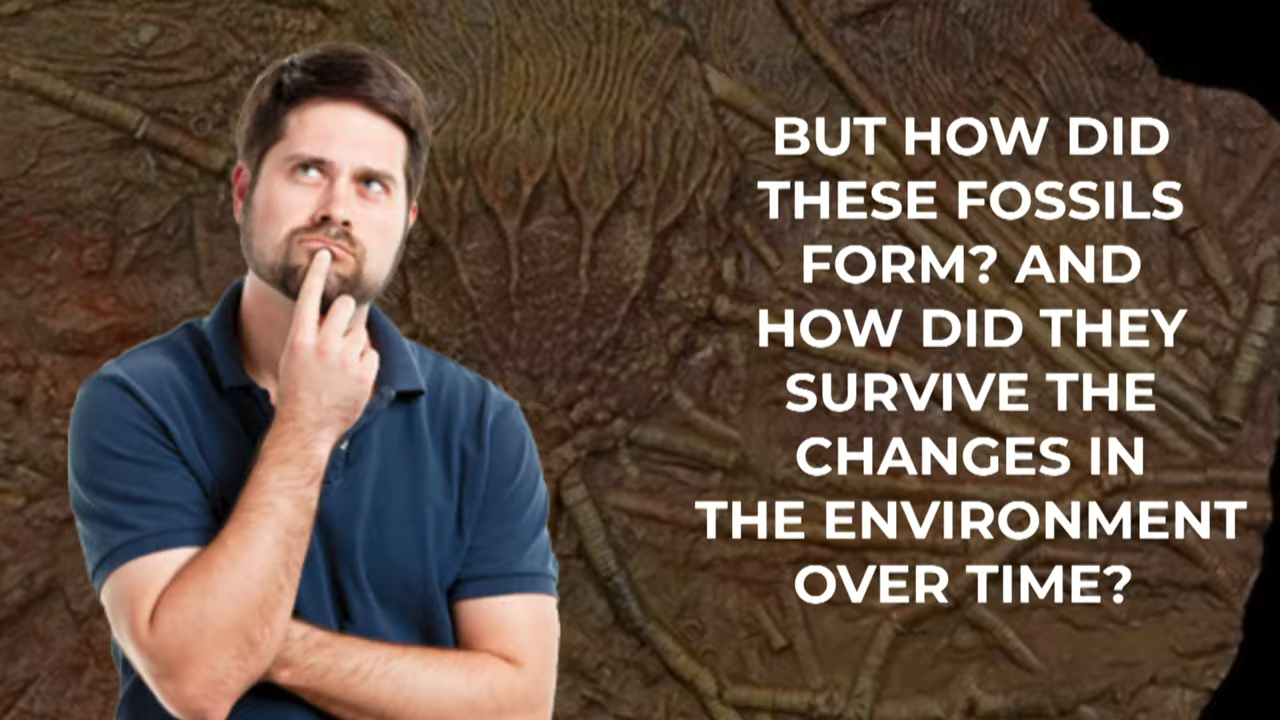 BUT HOW DID
THESE FOSSILS
FORM? AND
HOW DID THEY
SURVIVE THE
CHANGES IN
THE ENVIRONMENT
OVER TIME?